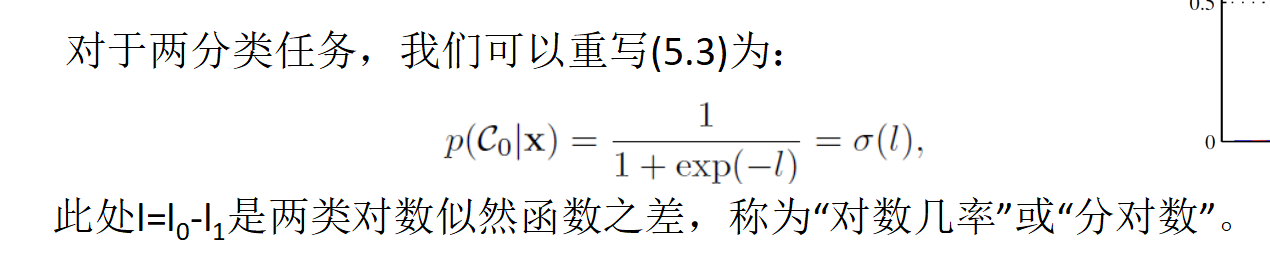 0.5
对于两分类任务，我们可以重写(5.3)为：
p(C₀|x) = 1 / (1 + exp(−l)) = σ(l),
0
此处l=l₀-l₁是两类对数似然函数之差，称为“对数几率”或“分对数”。